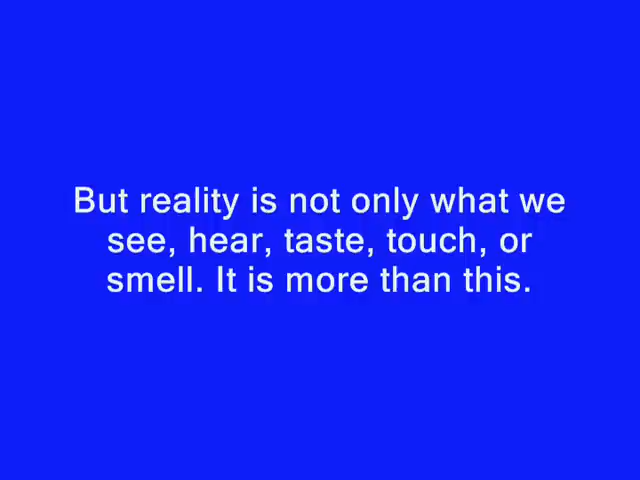 But reality is not only what we
see, hear, taste, touch, or
smell. It is more than this.